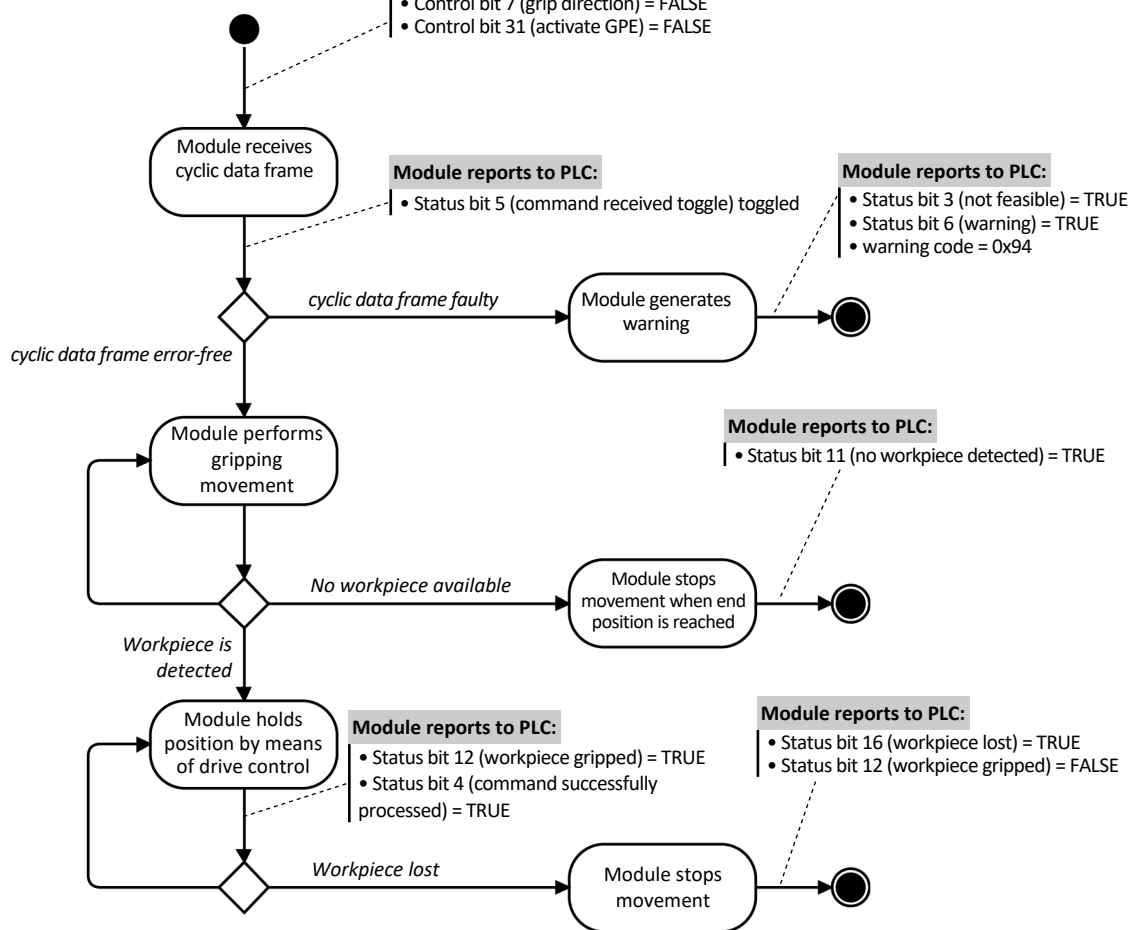 • Control bit 7 (grip direction) = FALSE
• Control bit 31 (activate GPE) = FALSE
Module receives
cyclic data frame
Module reports to PLC:
• Status bit 5 (command received toggle) toggled
Module reports to PLC:
• Status bit 3 (not feasible) = TRUE
• Status bit 6 (warning) = TRUE
• warning code = 0x94
cyclic data frame faulty
Module generates
warning
cyclic data frame error-free
Module performs
gripping
movement
Module reports to PLC:
• Status bit 11 (no workpiece detected) = TRUE
No workpiece available
Module stops
movement when end
position is reached
Workpiece is
detected
Module holds
position by means
of drive control
Module reports to PLC:
• Status bit 12 (workpiece gripped) = TRUE
• Status bit 4 (command successfully
processed) = TRUE
Module reports to PLC:
• Status bit 16 (workpiece lost) = TRUE
• Status bit 12 (workpiece gripped) = FALSE
Workpiece lost
Module stops
movement